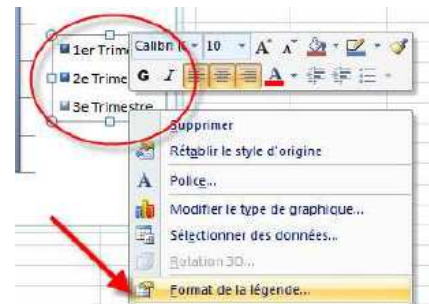 1er Trime
2e Trime
3e Trimestre
Calibri (C 10 A A
G I A
Supprimer
Rétablir le style d'origine
A Police...
Modifier le type de graphique...
Sélectionner des données...
Rotation 3D...
Format de la légende...